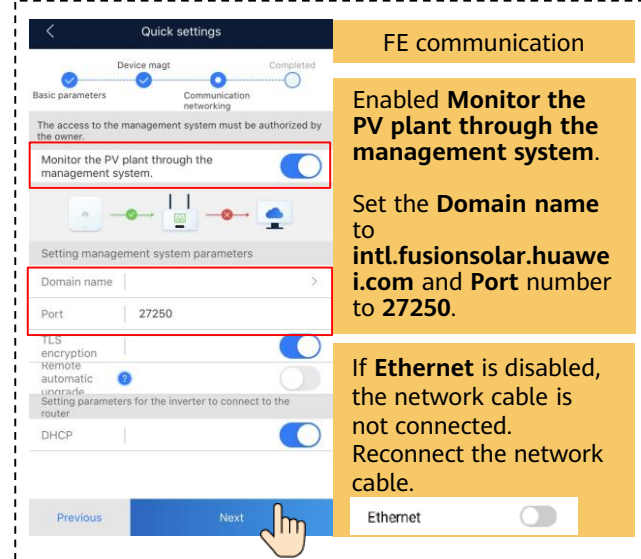 Quick settings
Device magt
Completed
Basic parameters
Communication
networking
The access to the management system must be authorized by
the owner.
Monitor the PV plant through the
management system.
Setting management system parameters
Domain name
Port
27250
TLS
encryption
Remote
automatic
upgrade
Setting parameters for the inverter to connect to the
router
DHCP
Previous
Next
FE communication
Enabled Monitor the
PV plant through the
management system.
Set the Domain name
to
intl.fusionsolar.huawe
i.com and Port number
to 27250.
If Ethernet is disabled,
the network cable is
not connected.
Reconnect the network
cable.
Ethernet